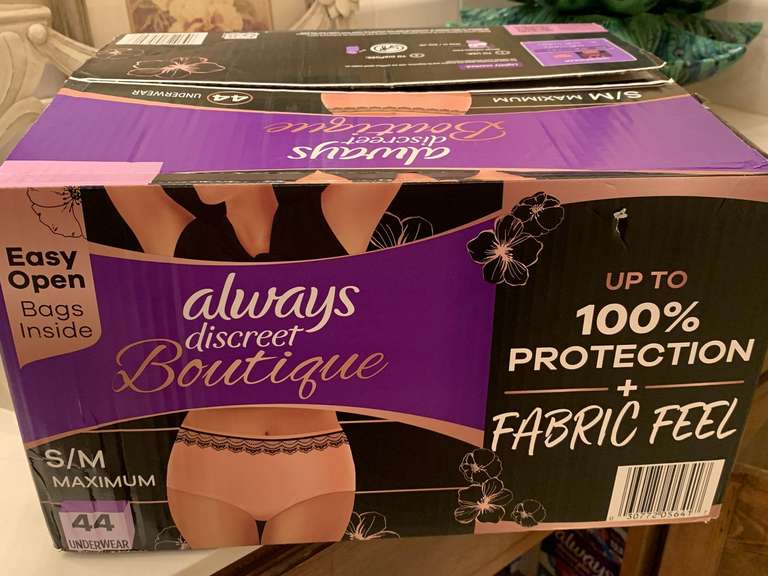 S/M MAXIMUM
44 UNDERWEAR
always
discreet
Boutique
Easy
Open
Bags
Inside
always
discreet
Boutique
S/M
MAXIMUM
44
UNDERWEAR
UP TO
100%
PROTECTION
+
FABRIC FEEL